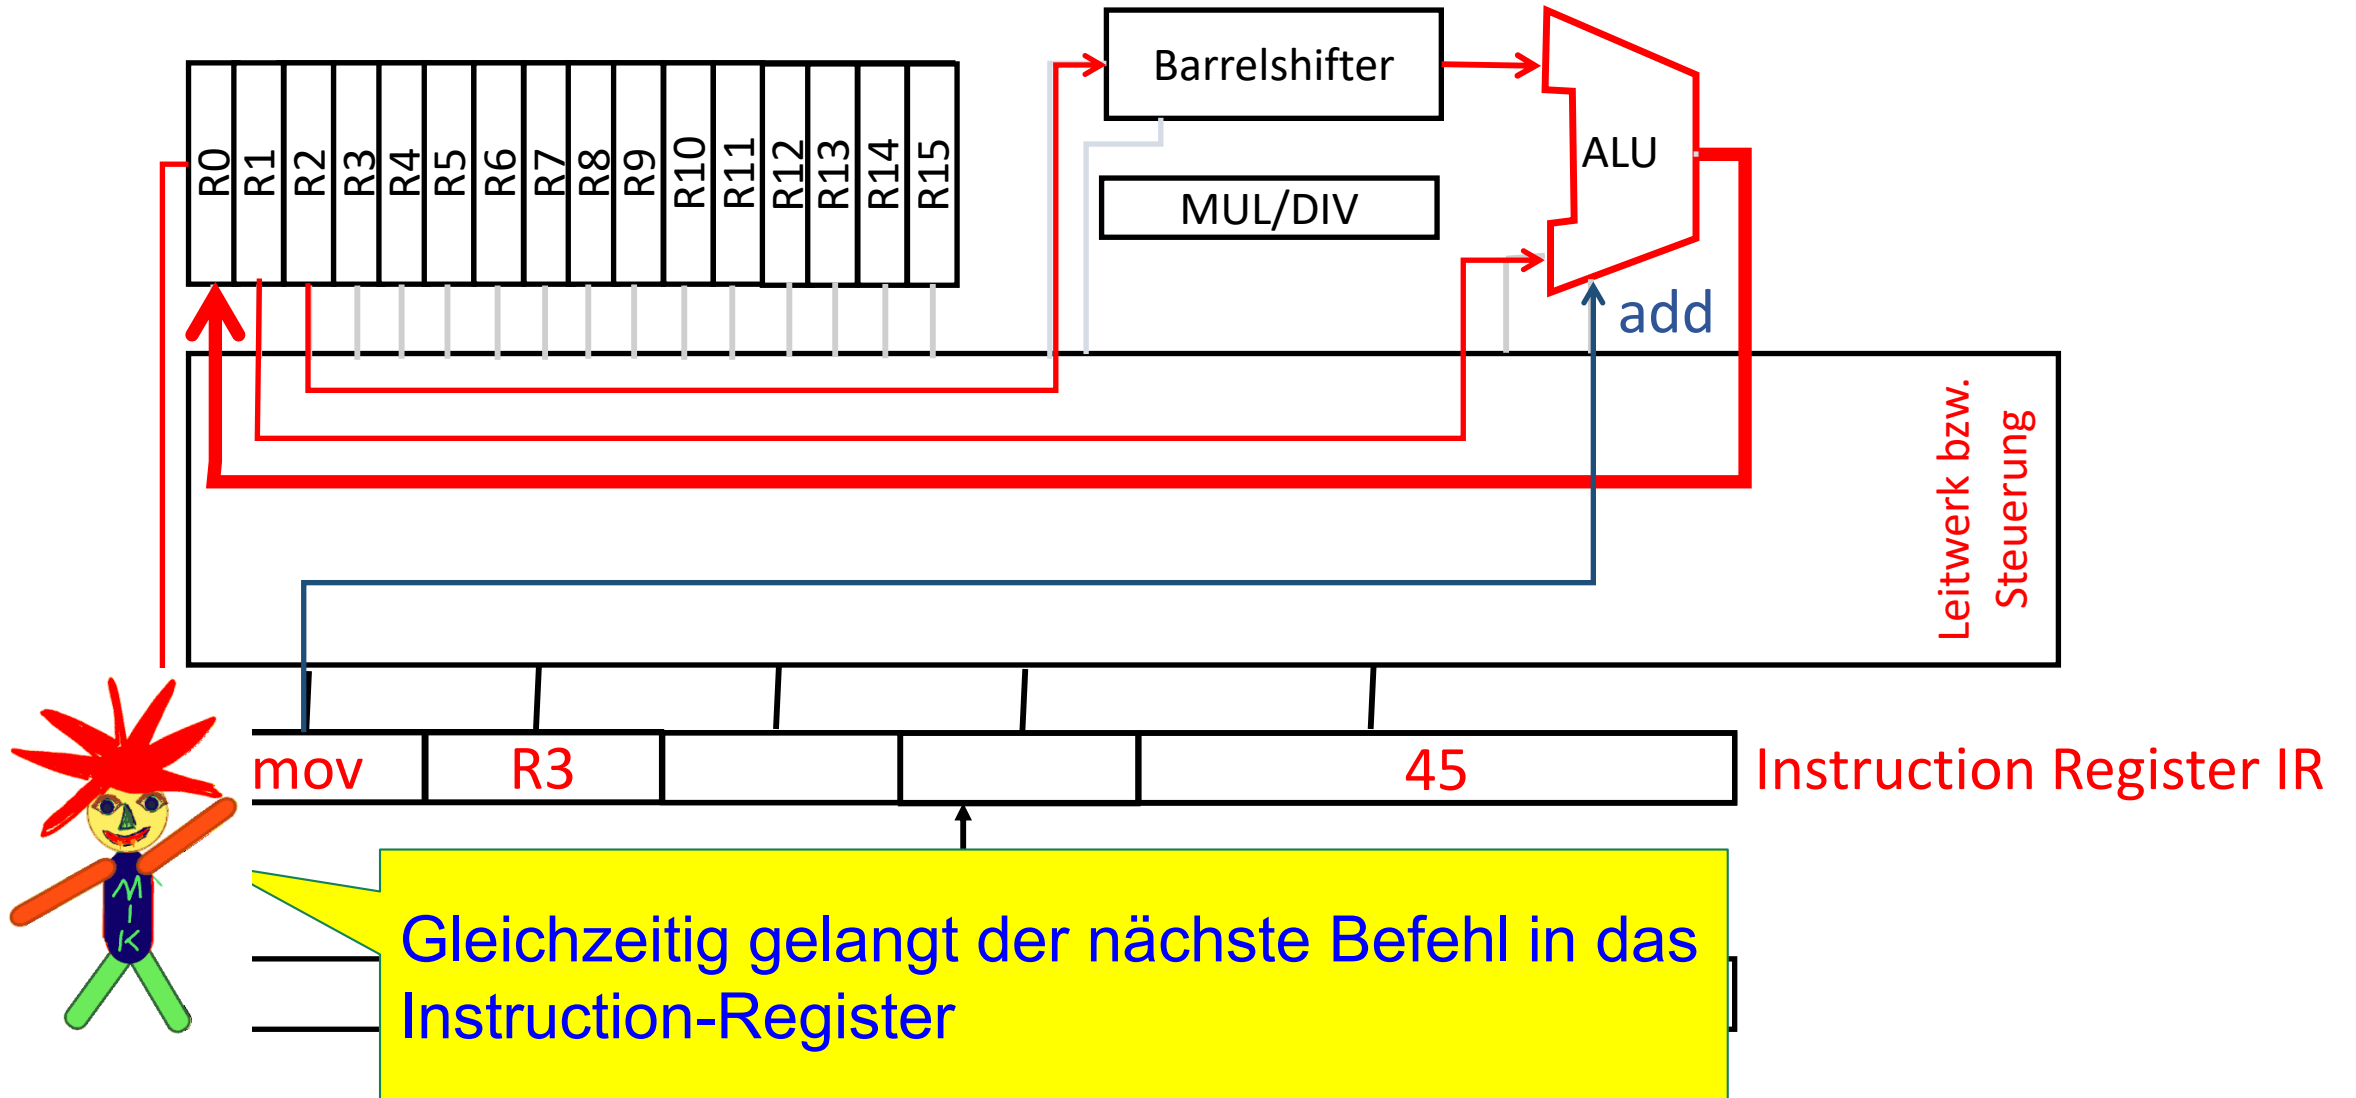 R0 R1 R2 R3 R4 R5 R6 R7 R8 R9 R10 R11 R12 R13 R14 R15
Barrelshifter
MUL/DIV
ALU
add
Leitwerk bzw.
Steuerung
mov R3 45 Instruction Register IR
MIK
Gleichzeitig gelangt der nächste Befehl in das
Instruction-Register